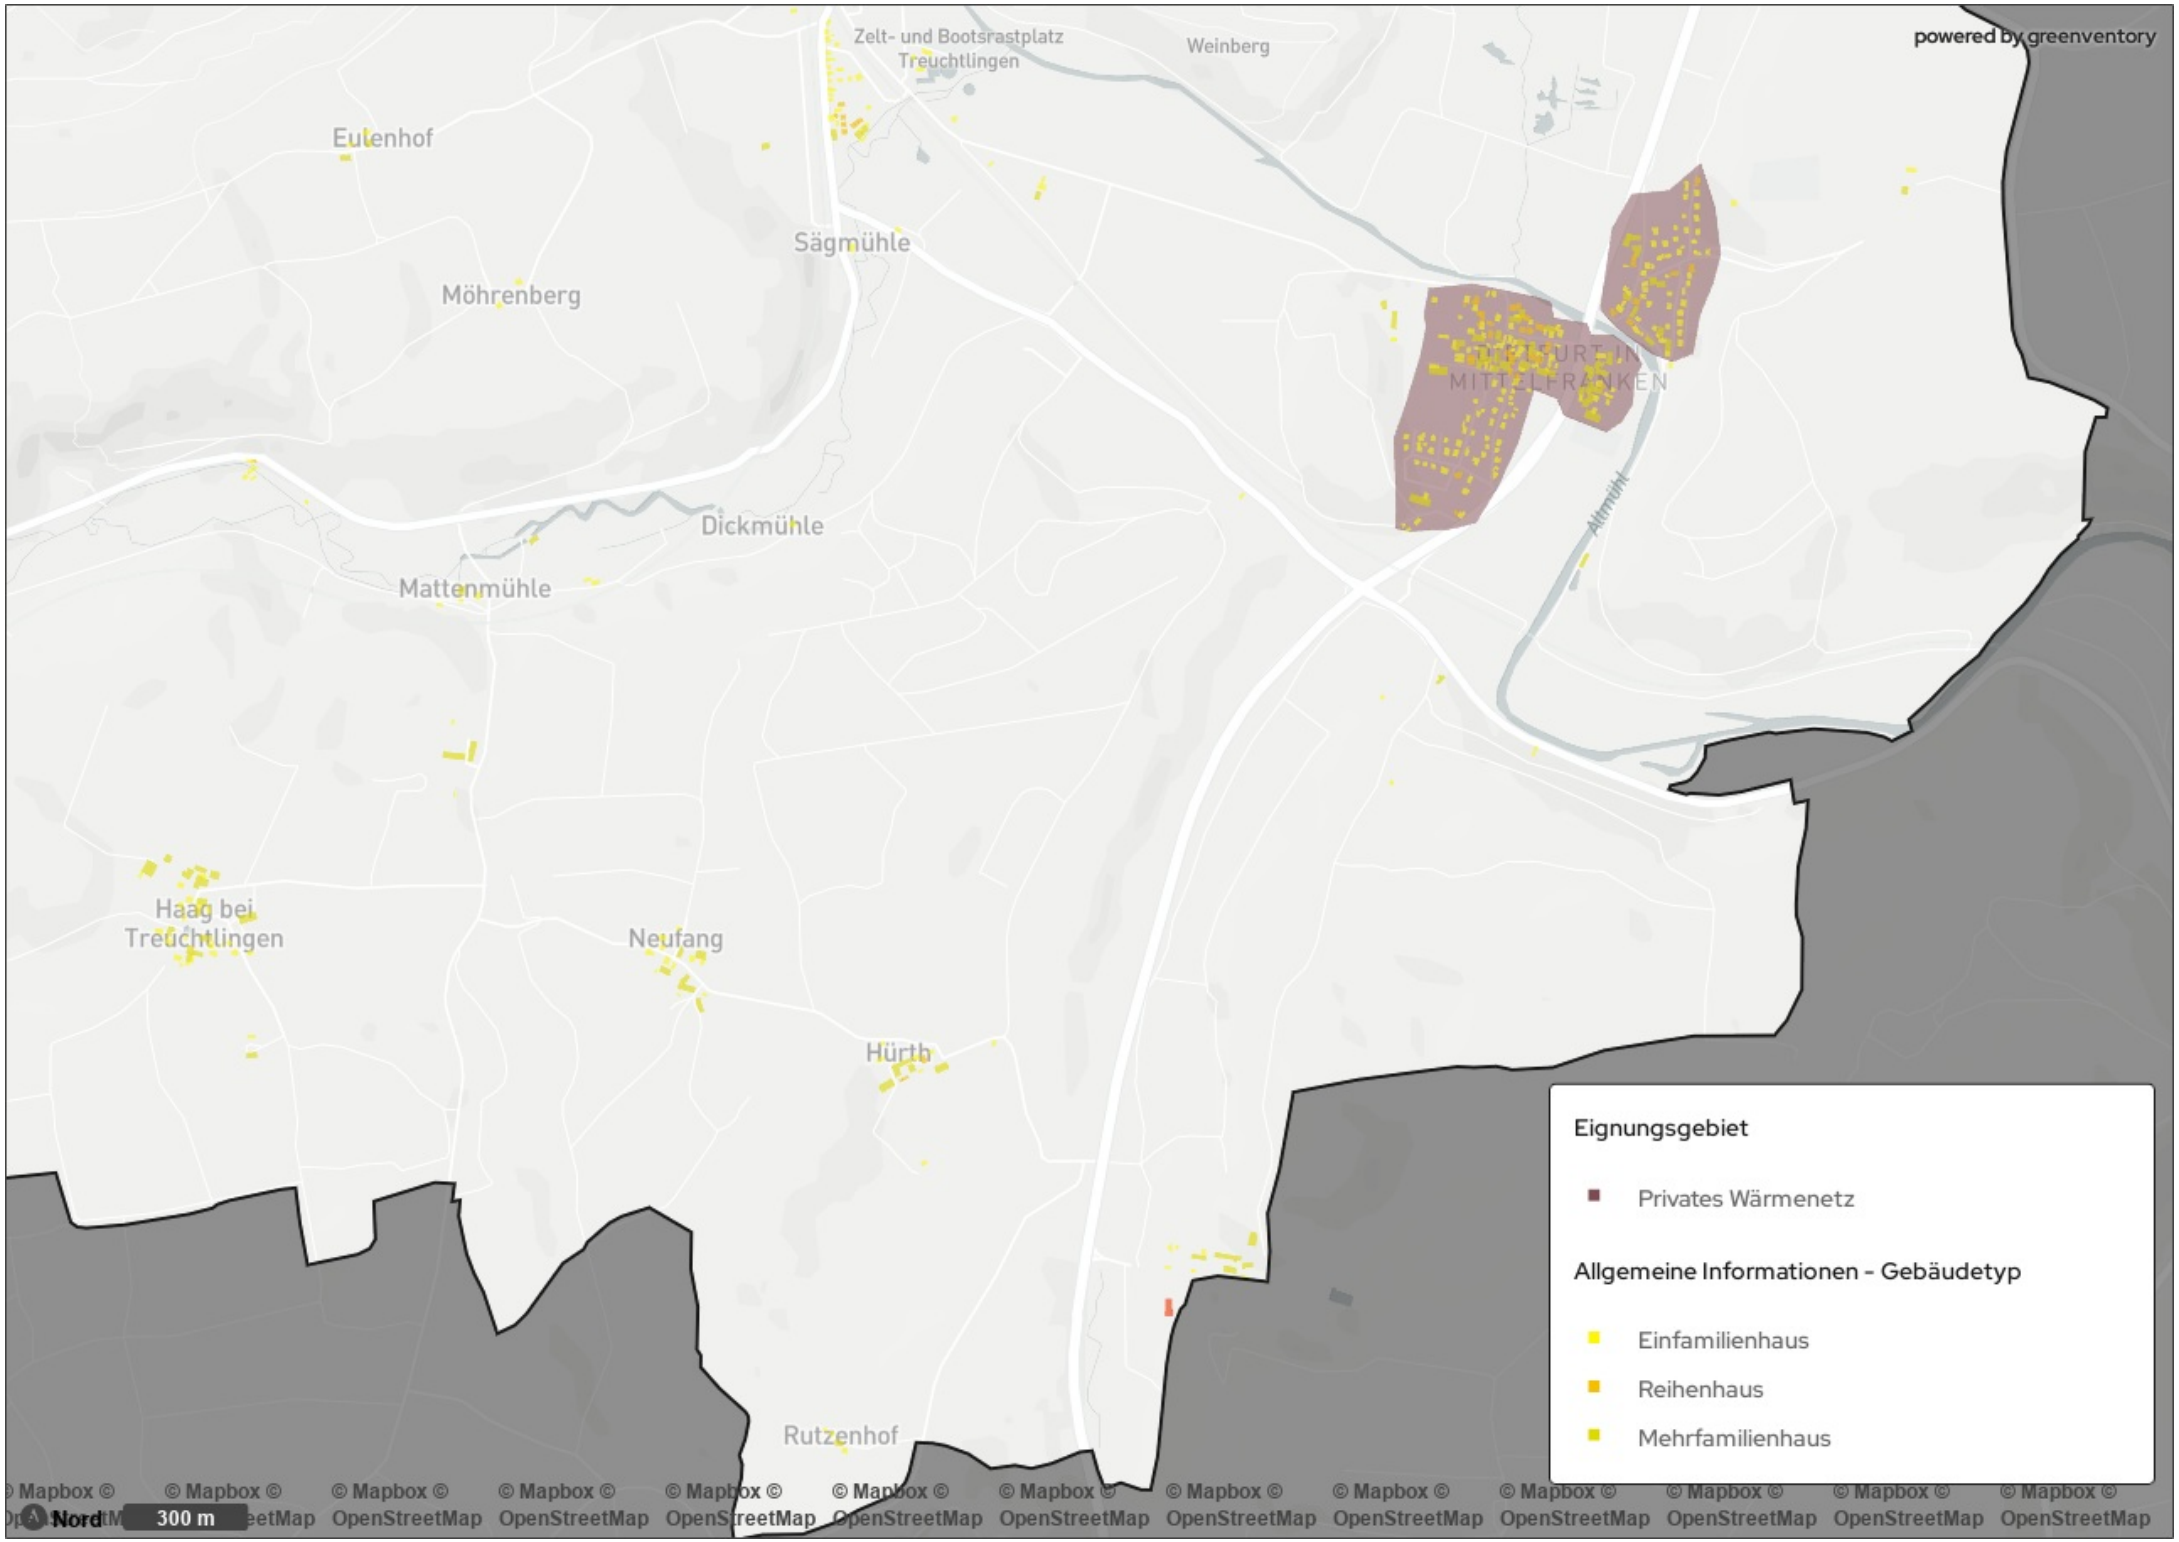 Zelt- und Bootsrastplatz
Treuchtlingen
Weinberg
powered by greenventory
Eulenhof
Sägmühle
Möhrenberg
MITTELFRANKEN
Altmühl
Dickmühle
Mattenmühle
Haag bei
Treuchtlingen
Neufang
Hürth
Rutzenhof
Eignungsgebiet
Privates Wärmenetz
Allgemeine Informationen - Gebäudetyp
Einfamilienhaus
Reihenhaus
Mehrfamilienhaus
© Mapbox © © Mapbox © © Mapbox © © Mapbox © © Mapbox © © Mapbox © © Mapbox © © Mapbox © © Mapbox © © Mapbox © © Mapbox © © Mapbox © © Mapbox ©
Nord 300 m OpenStreetMap OpenStreetMap OpenStreetMap OpenStreetMap OpenStreetMap OpenStreetMap OpenStreetMap OpenStreetMap OpenStreetMap OpenStreetMap OpenStreetMap